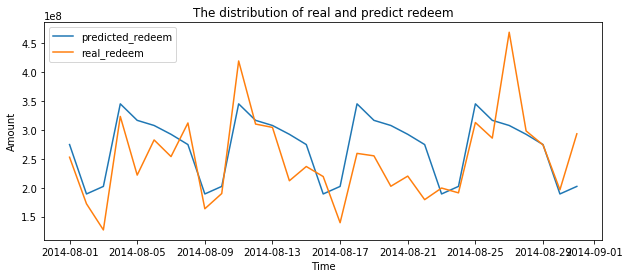 The distribution of real and predict redeem
1e8
predicted_redeem
real_redeem
4.5
4.0
3.5
3.0
2.5
2.0
1.5
Amount
2014-08-01 2014-08-05 2014-08-09 2014-08-13 2014-08-17 2014-08-21 2014-08-25 2014-08-29 2014-09-01
Time